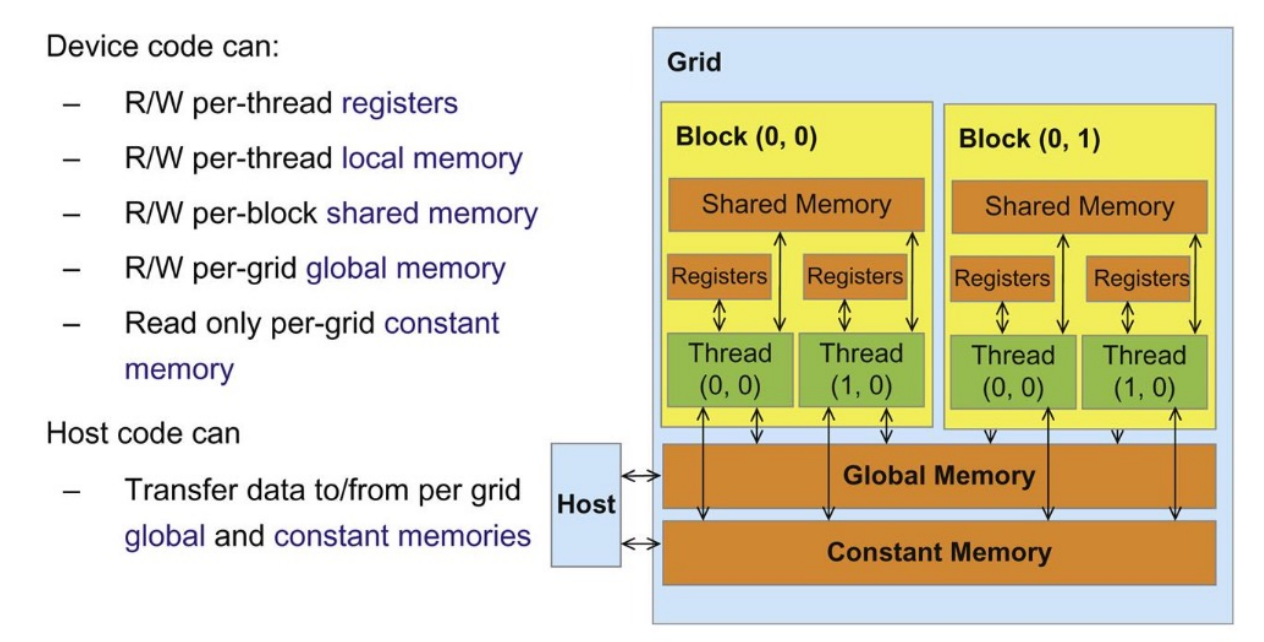 Device code can:
– R/W per-thread registers
– R/W per-thread local memory
– R/W per-block shared memory
– R/W per-grid global memory
– Read only per-grid constant
memory
Host code can
– Transfer data to/from per grid
global and constant memories
Grid
Block (0, 0)
Shared Memory
Registers
Registers
Thread
(0, 0)
Thread
(1, 0)
Block (0, 1)
Shared Memory
Registers
Registers
Thread
(0, 0)
Thread
(1, 0)
Host
Global Memory
Constant Memory